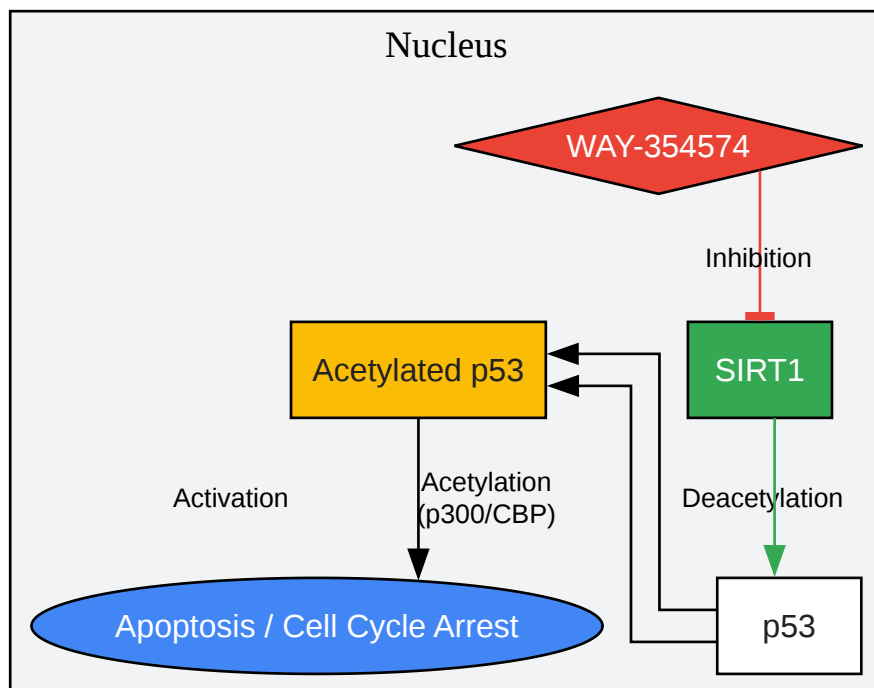 Nucleus
WAY-354574
Inhibition
Acetylated p53
SIRT1
Activation
Acetylation
(p300/CBP)
Deacetylation
Apoptosis / Cell Cycle Arrest
p53